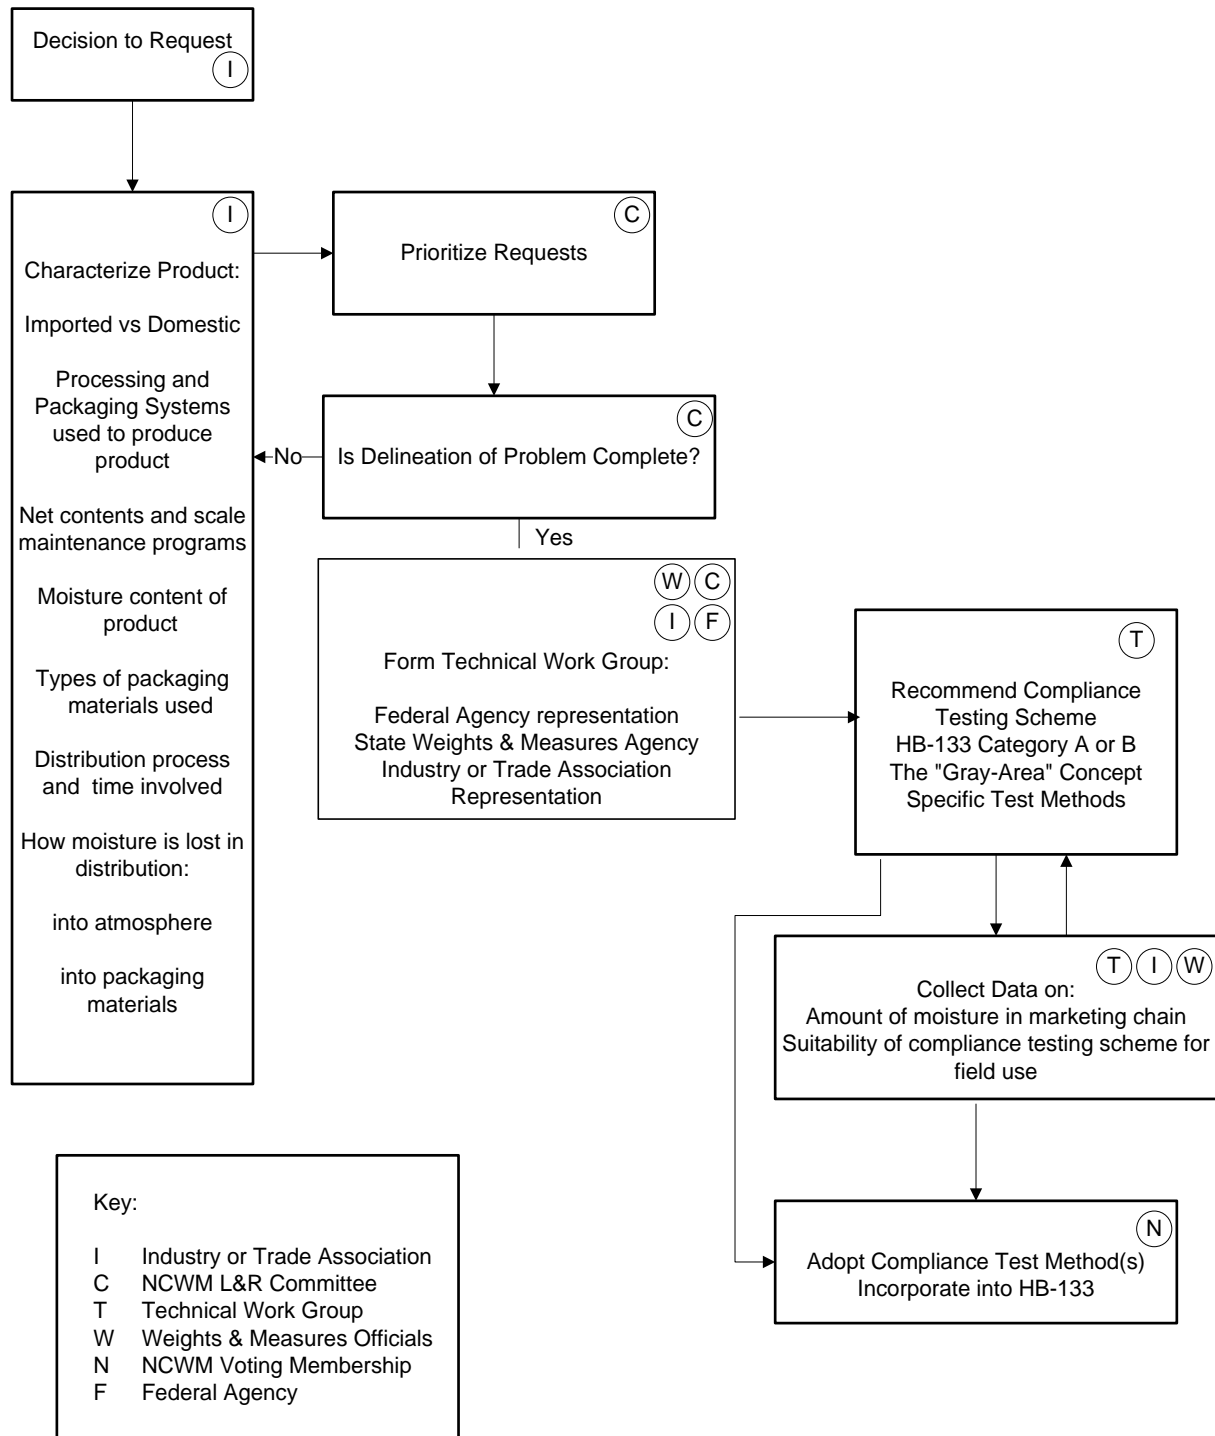 Decision to Request
I
I
Characterize Product:
Imported vs Domestic
Processing and
Packaging Systems
used to produce
product
Net contents and scale
maintenance programs
Moisture content of
product
Types of packaging
materials used
Distribution process
and time involved
How moisture is lost in
distribution:
into atmosphere
into packaging
materials
C
Prioritize Requests
C
Is Delineation of Problem Complete?
No
Yes
W C
I F
Form Technical Work Group:
Federal Agency representation
State Weights & Measures Agency
Industry or Trade Association
Representation
T
Recommend Compliance
Testing Scheme
HB-133 Category A or B
The "Gray-Area" Concept
Specific Test Methods
T I W
Collect Data on:
Amount of moisture in marketing chain
Suitability of compliance testing scheme for
field use
N
Adopt Compliance Test Method(s)
Incorporate into HB-133
Key:
I Industry or Trade Association
C NCWM L&R Committee
T Technical Work Group
W Weights & Measures Officials
N NCWM Voting Membership
F Federal Agency